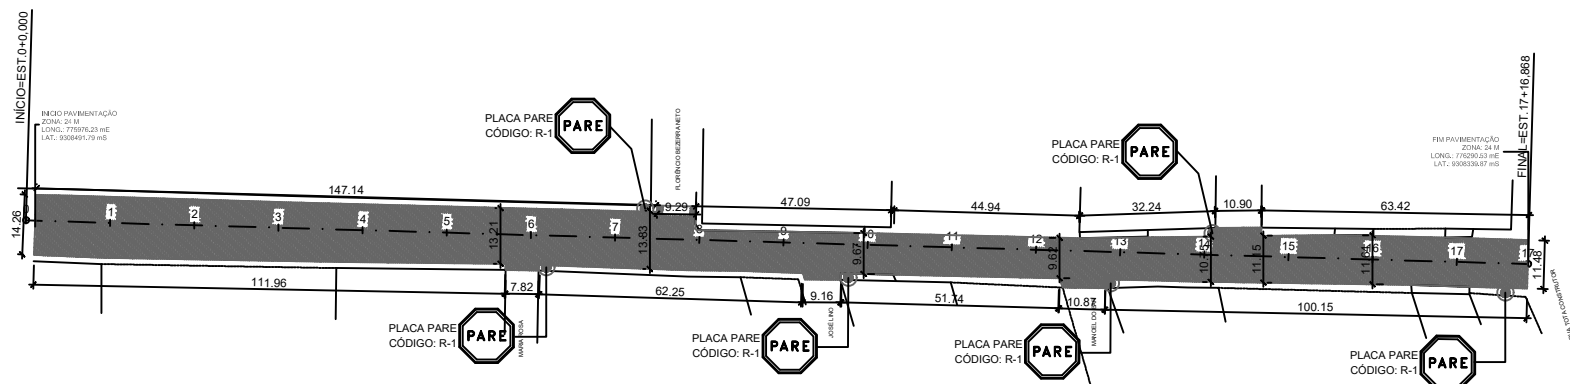 INÍCIO=EST.0+0,000
INICIO PAVIMENTAÇÃO
ZONA: 24 M
LONG.: 775976.23 mE
LAT.: 9308491.79 mS
PLACA PARE
CÓDIGO: R-1
PARE
FLORÊNCIO BEZERRA NETO
PLACA PARE
CÓDIGO: R-1
PARE
FIM PAVIMENTAÇÃO
ZONA: 24 M
LONG.: 776290.53 mE
LAT.: 9308339.87 mS
FINAL=EST.17+16,868
147.14
9.29
47.09
44.94
32.24
10.90
63.42
14.26
1
2
3
4
5
13.21
6
7
13.83
9.67
11
9.62
12
13
14
11.15
15
17
11.48
111.96
7.82
62.25
9.16
51.74
10.87
100.15
PLACA PARE
CÓDIGO: R-1
PARE
MARIA ROSA
PLACA PARE
CÓDIGO: R-1
PARE
JOSÉ LINO
PLACA PARE
CÓDIGO: R-1
PARE
PLACA PARE
CÓDIGO: R-1
PARE